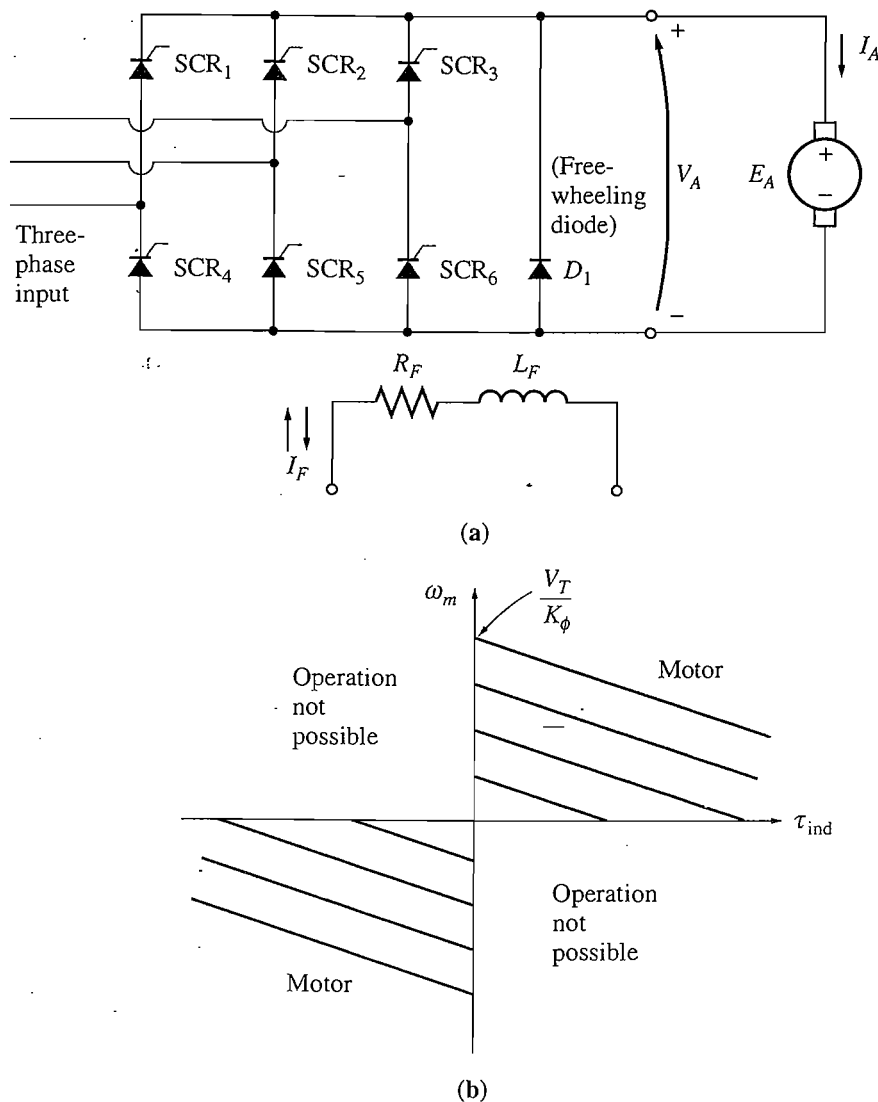 SCR₁
SCR₂
SCR₃
+
I_A
(Free-
wheeling
diode)
V_A
E_A
+
−
Three-
phase
input
SCR₄
SCR₅
SCR₆
D₁
−
R_F
L_F
I_F
(a)
ω_m
V_T
K_ϕ
Motor
Operation
not
possible
τ_ind
Operation
not
possible
Motor
(b)